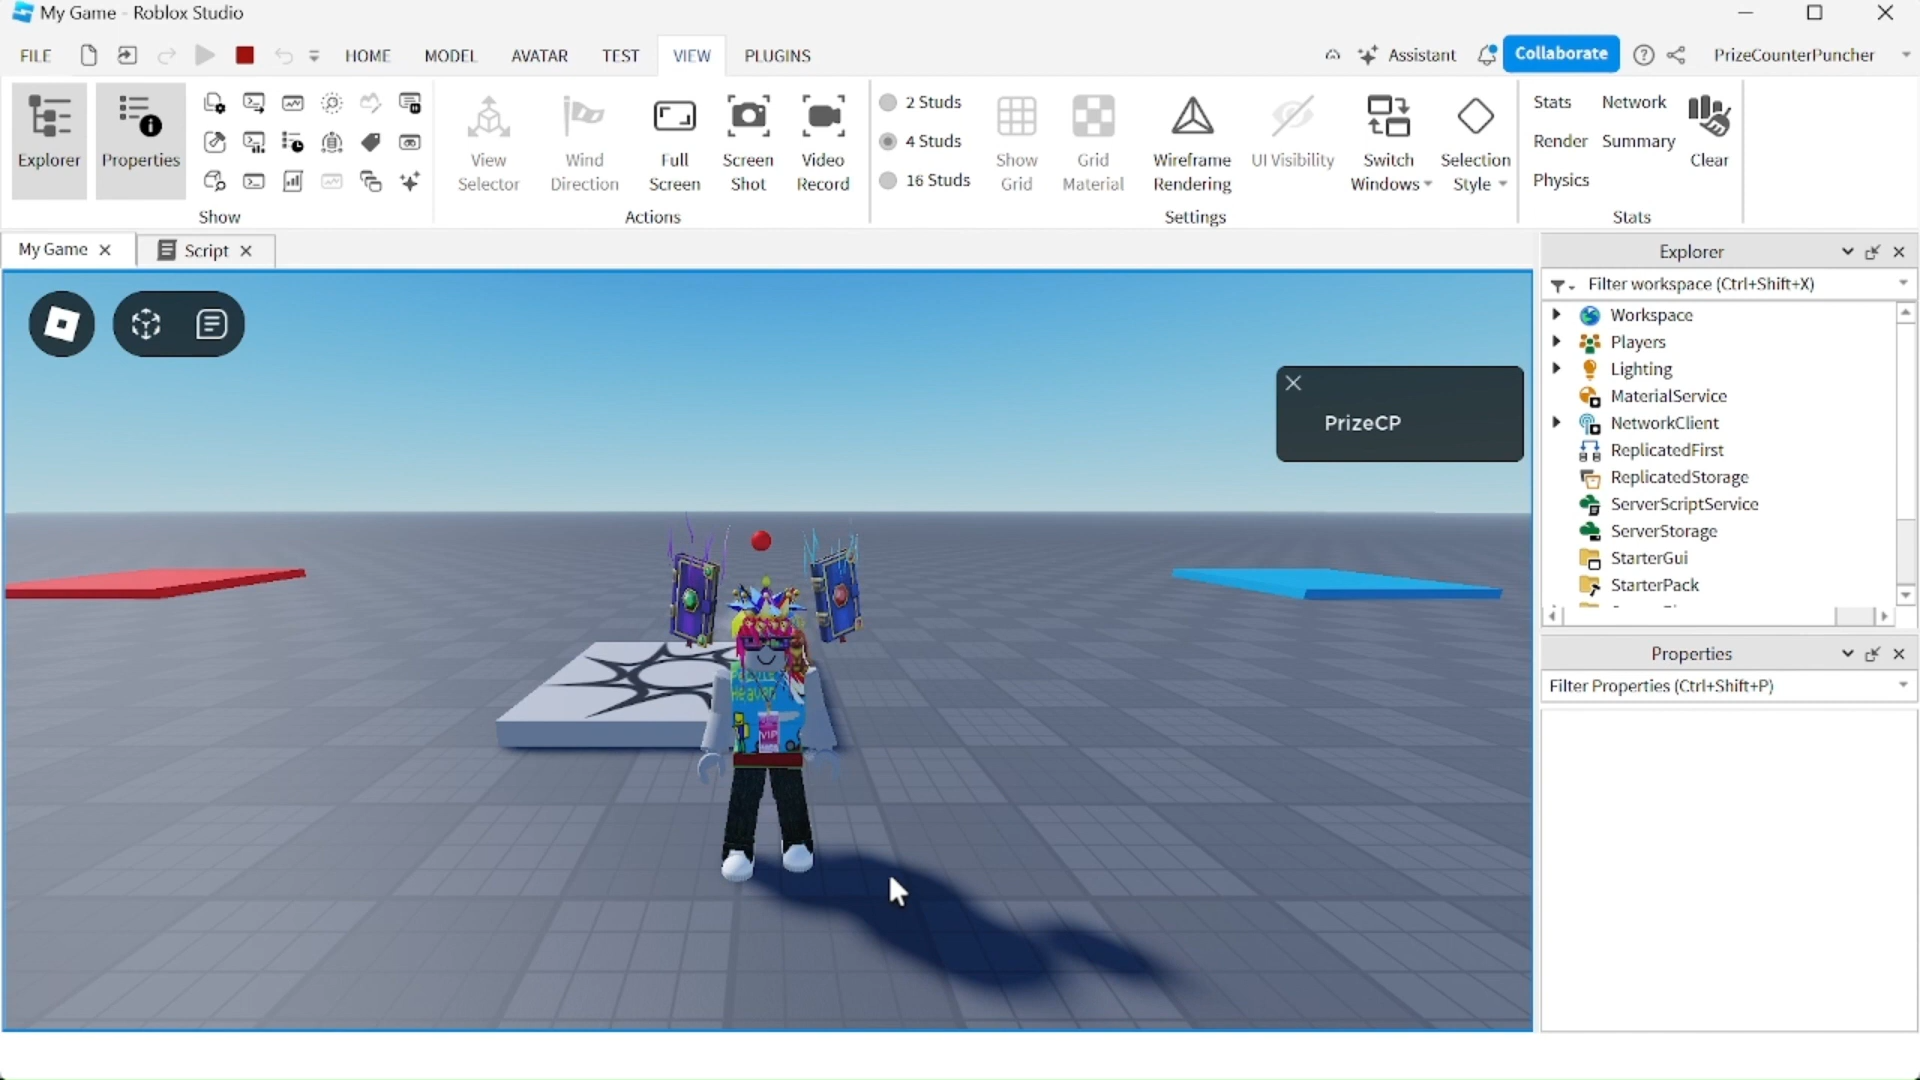 My Game - Roblox Studio
FILE HOME MODEL AVATAR TEST VIEW PLUGINS Assistant Collaborate PrizeCounterPuncher
Explorer
Properties
Show
View Selector
Wind Direction
Full Screen
Screen Shot
Video Record
Actions
2 Studs
4 Studs
16 Studs
Show Grid
Grid Material
Wireframe Rendering
UI Visibility
Switch Windows
Selection Style
Settings
Stats Network
Render Summary
Physics
Clear
Stats
My Game
Script
PrizeCP
Heaven
VIP
Explorer
Filter workspace (Ctrl+Shift+X)
Workspace
Players
Lighting
MaterialService
NetworkClient
ReplicatedFirst
ReplicatedStorage
ServerScriptService
ServerStorage
StarterGui
StarterPack
Properties
Filter Properties (Ctrl+Shift+P)